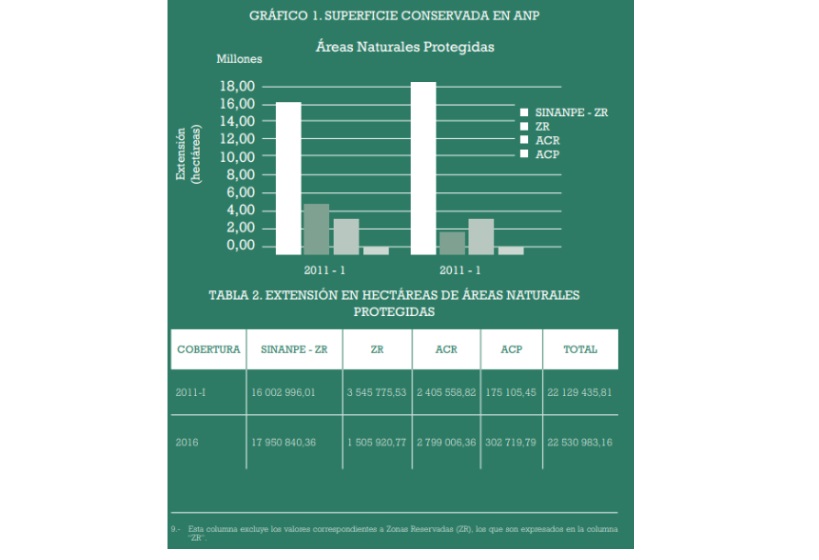 GRÁFICO 1. SUPERFICIE CONSERVADA EN ANP
Áreas Naturales Protegidas
Millones
Extensión
(hectáreas)
18,00
16,00
14,00
12,00
10,00
8,00
6,00
4,00
2,00
0,00
SINANPE - ZR
ZR
ACR
ACP
2011 - 1 2011 - 1
TABLA 2. EXTENSIÓN EN HECTÁREAS DE ÁREAS NATURALES
PROTEGIDAS
COBERTURA SINANPE - ZR ZR ACR ACP TOTAL
2011-I 16 002 996,01 3 545 775,53 2 405 558,82 175 105,45 22 129 435,81
2016 17 950 840,36 1 505 920,77 2 799 006,36 302 719,79 22 530 983,16
9.- Esta columna excluye los valores correspondientes a Zonas Reservadas (ZR), los que son expresados en la columna
"ZR".